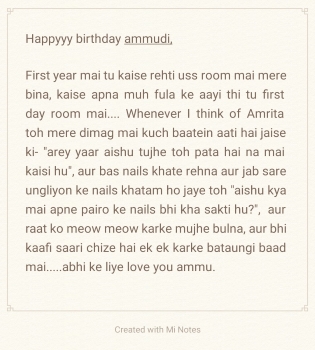 Happyyy birthday ammudi,
First year mai tu kaise rehti uss room mai mere
bina, kaise apna muh fula ke aayi thi tu first
day room mai.... Whenever I think of Amrita
toh mere dimag mai kuch baatein aati hai jaise
ki- "arey yaar aishu tujhe toh pata hai na mai
kaisi hu", aur bas nails khate rehna aur jab sare
ungliyon ke nails khatam ho jaye toh "aishu kya
mai apne pairo ke nails bhi kha sakti hu?", aur
raat ko meow meow karke mujhe bulna, aur bhi
kaafi saari chize hai ek ek karke bataungi baad
mai.....abhi ke liye love you ammu.
Created with Mi Notes